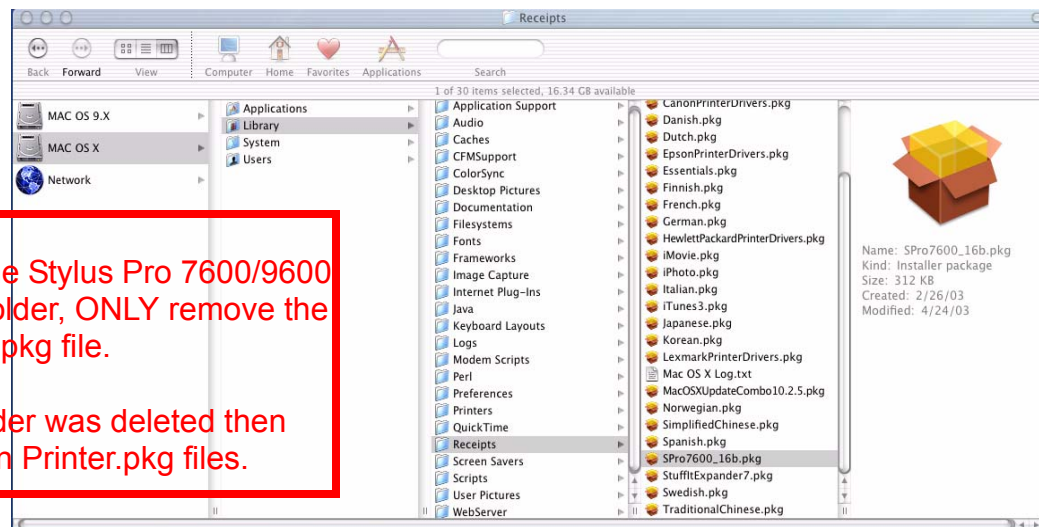 Receipts
Back Forward View Computer Home Favorites Applications Search
1 of 30 items selected, 16.34 GB available
MAC OS 9.X
MAC OS X
Network
Applications
Library
System
Users
Application Support
Audio
Caches
CFMSupport
ColorSync
Desktop Pictures
Documentation
Filesystems
Fonts
Frameworks
Image Capture
Internet Plug-Ins
Java
Keyboard Layouts
Logs
Modem Scripts
Perl
Preferences
Printers
QuickTime
Receipts
Screen Savers
Scripts
User Pictures
WebServer
CanonPrinterDrivers.pkg
Danish.pkg
Dutch.pkg
EpsonPrinterDrivers.pkg
Essentials.pkg
Finnish.pkg
French.pkg
German.pkg
HewlettPackardPrinterDrivers.pkg
iMovie.pkg
iPhoto.pkg
Italian.pkg
iTunes3.pkg
Japanese.pkg
Korean.pkg
LexmarkPrinterDrivers.pkg
Mac OS X Log.txt
MacOSXUpdateCombo10.2.5.pkg
Norwegian.pkg
SimplifiedChinese.pkg
Spanish.pkg
SPro7600_16b.pkg
StuffItExpander7.pkg
Swedish.pkg
TraditionalChinese.pkg
Name: SPro7600_16b.pkg
Kind: Installer package
Size: 312 KB
Created: 2/26/03
Modified: 4/24/03
e Stylus Pro 7600/9600
older, ONLY remove the
pkg file.
der was deleted then
n Printer.pkg files.